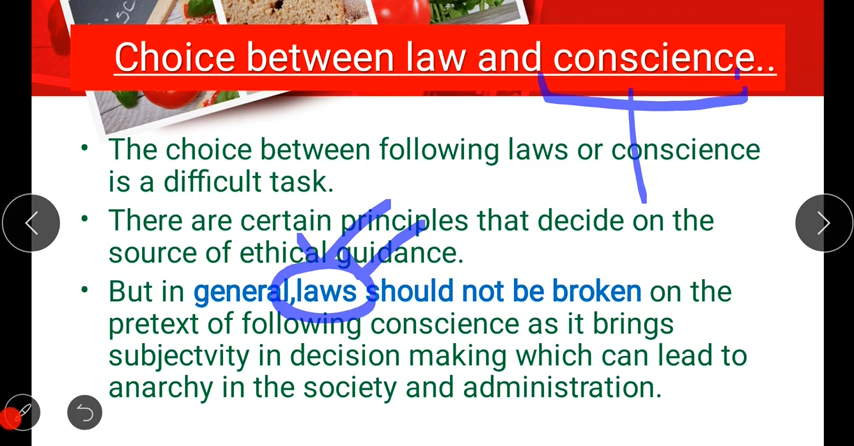 Choice between law and conscience..
• The choice between following laws or conscience
is a difficult task.
• There are certain principles that decide on the
source of ethical guidance.
• But in general,laws should not be broken on the
pretext of following conscience as it brings
subjectvity in decision making which can lead to
anarchy in the society and administration.